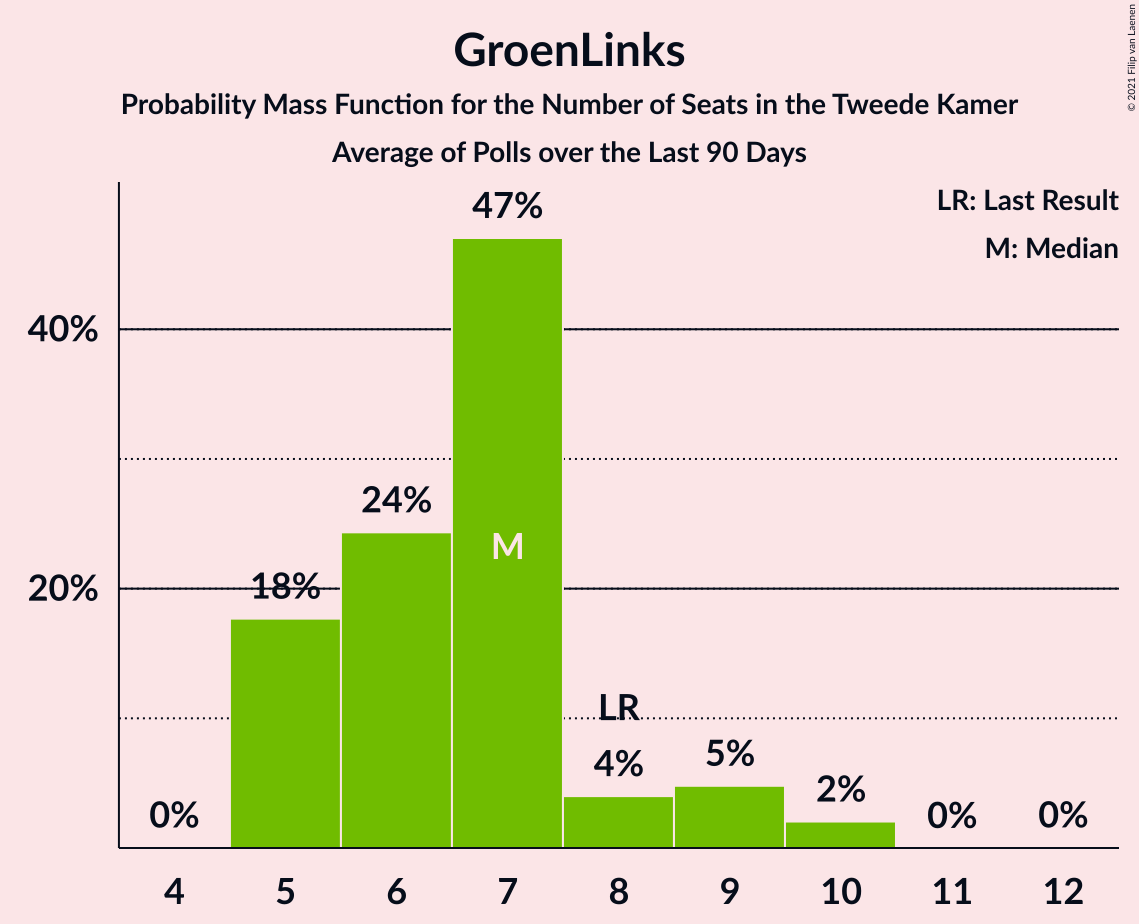 GroenLinks
Probability Mass Function for the Number of Seats in the Tweede Kamer
Average of Polls over the Last 90 Days
© 2021 Filip van Laenen
LR: Last Result
M: Median
47%
40%
24%
M
20%
18%
LR
4%
5%
2%
0%
0%
0%
4 5 6 7 8 9 10 11 12